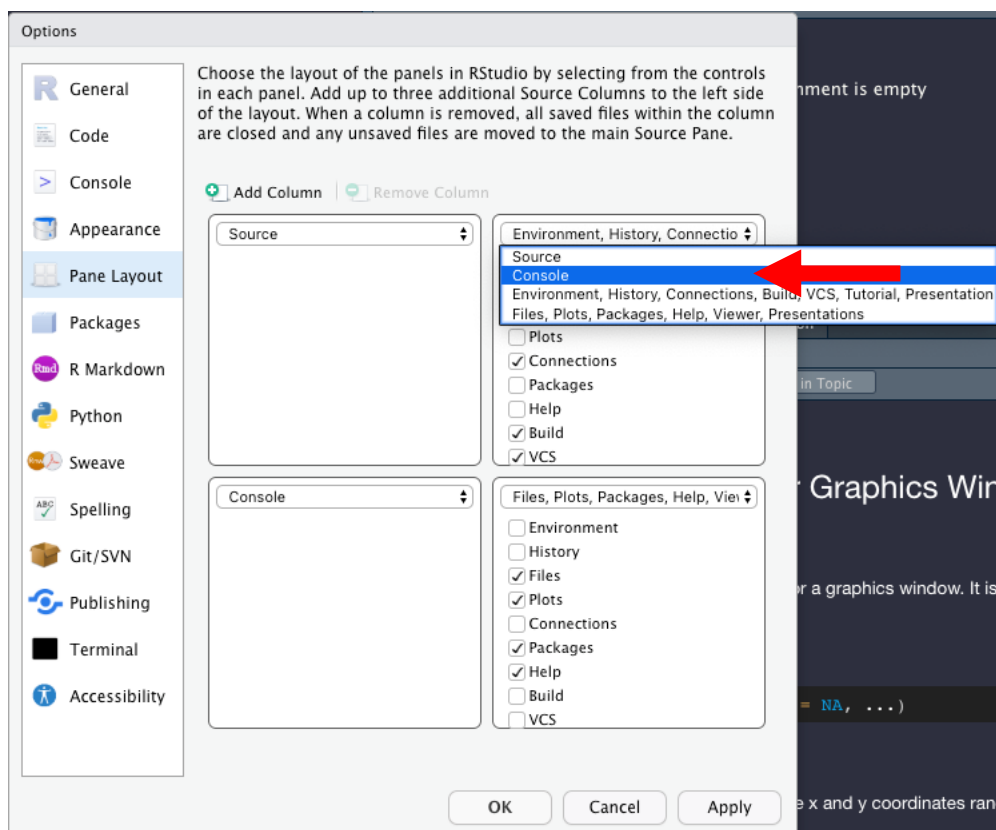 Options
General
Code
Console
Appearance
Pane Layout
Packages
Rmd R Markdown
Python
Sweave
ABC Spelling
Git/SVN
Publishing
Terminal
Accessibility
Choose the layout of the panels in RStudio by selecting from the controls
in each panel. Add up to three additional Source Columns to the left side
of the layout. When a column is removed, all saved files within the column
are closed and any unsaved files are moved to the main Source Pane.
Add Column
Remove Column
Source
Environment, History, Connectio
Source
Console
Environment, History, Connections, Build, VCS, Tutorial, Presentation
Files, Plots, Packages, Help, Viewer, Presentations
Plots
Connections
Packages
Help
Build
VCS
Console
Files, Plots, Packages, Help, Vie
Environment
History
Files
Plots
Connections
Packages
Help
Build
VCS
OK
Cancel
Apply
nment is empty
in Topic
Graphics Win
or a graphics window. It is
= NA, ...)
e x and y coordinates ran